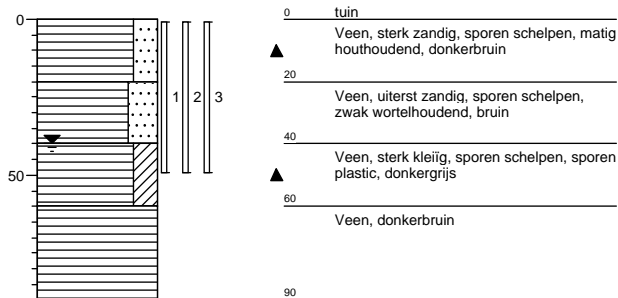 0
50
1 2 3
0 tuin
Veen, sterk zandig, sporen schelpen, matig
houthoudend, donkerbruin
20
Veen, uiterst zandig, sporen schelpen,
zwak wortelhoudend, bruin
40
Veen, sterk kleiïg, sporen schelpen, sporen
plastic, donkergrijs
60
Veen, donkerbruin
90